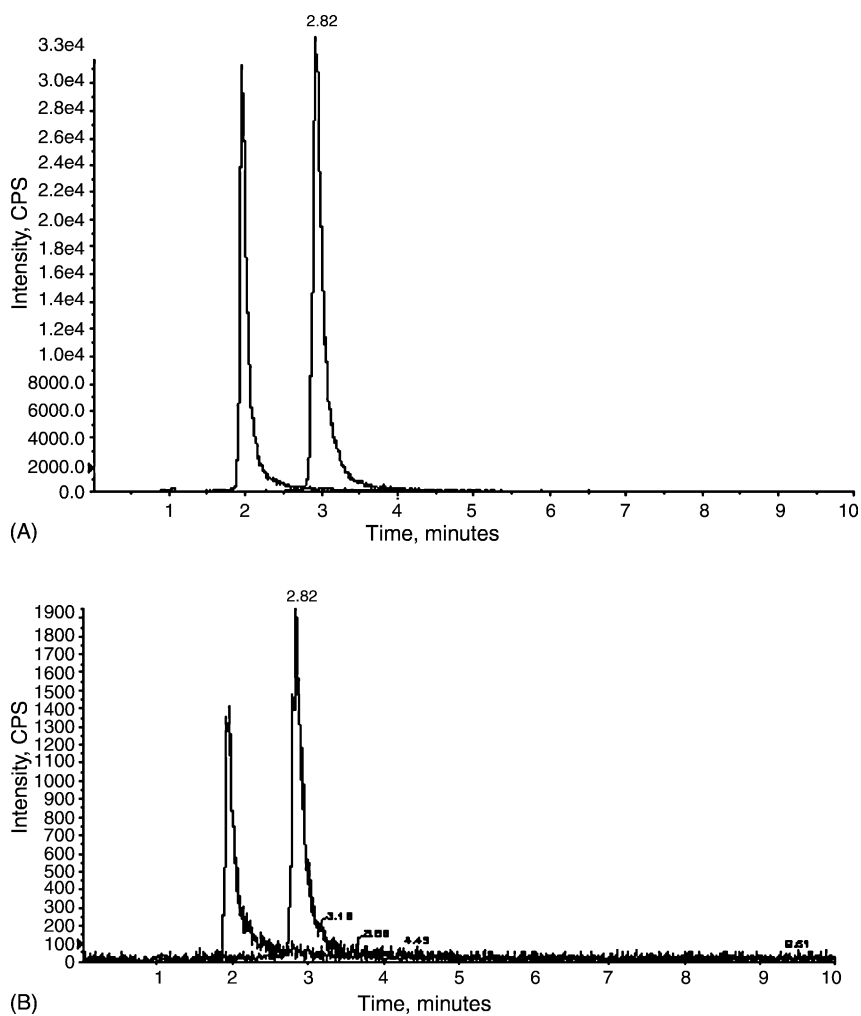 2.82
3.3e4
3.0e4
2.8e4
2.6e4
2.4e4
2.2e4
2.0e4
1.8e4
1.6e4
1.4e4
1.2e4
1.0e4
8000.0
6000.0
4000.0
2000.0
0.0
Intensity, CPS
1 2 3 4 5 6 7 8 9 10
Time, minutes
(A)
2.82
1900
1800
1700
1600
1500
1400
1300
1200
1100
1000
900
800
700
600
500
400
300
200
100
0
Intensity, CPS
4.43
1 2 3 4 5 6 7 8 9 10
Time, minutes
(B)